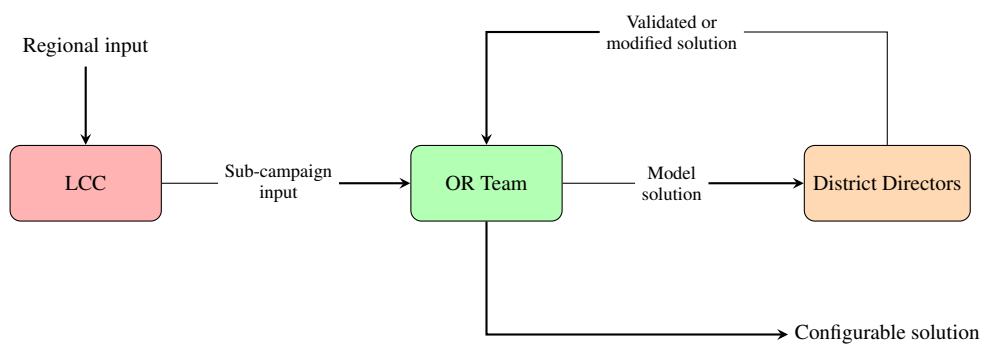 Validated or
modified solution
Regional input
LCC
Sub-campaign
input
OR Team
Model
solution
District Directors
Configurable solution